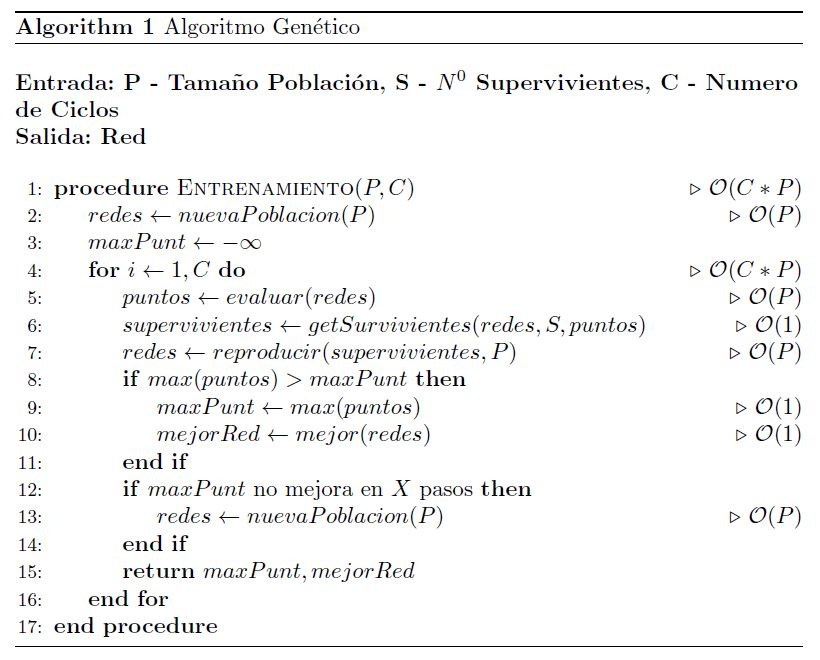 Algorithm 1 Algoritmo Genético
Entrada: P - Tamaño Población, S - N⁰ Supervivientes, C - Numero
de Ciclos
Salida: Red
1: procedure ENTRENAMIENTO(P, C) ▷ O(C ∗ P)
2: redes ← nuevaPoblacion(P) ▷ O(P)
3: maxPunt ← −∞
4: for i ← 1, C do ▷ O(C ∗ P)
5: puntos ← evaluar(redes) ▷ O(P)
6: supervivientes ← getSurvivientes(redes, S, puntos) ▷ O(1)
7: redes ← reproducir(supervivientes, P) ▷ O(P)
8: if max(puntos) > maxPunt then
9: maxPunt ← max(puntos) ▷ O(1)
10: mejorRed ← mejor(redes) ▷ O(1)
11: end if
12: if maxPunt no mejora en X pasos then
13: redes ← nuevaPoblacion(P) ▷ O(P)
14: end if
15: return maxPunt, mejorRed
16: end for
17: end procedure